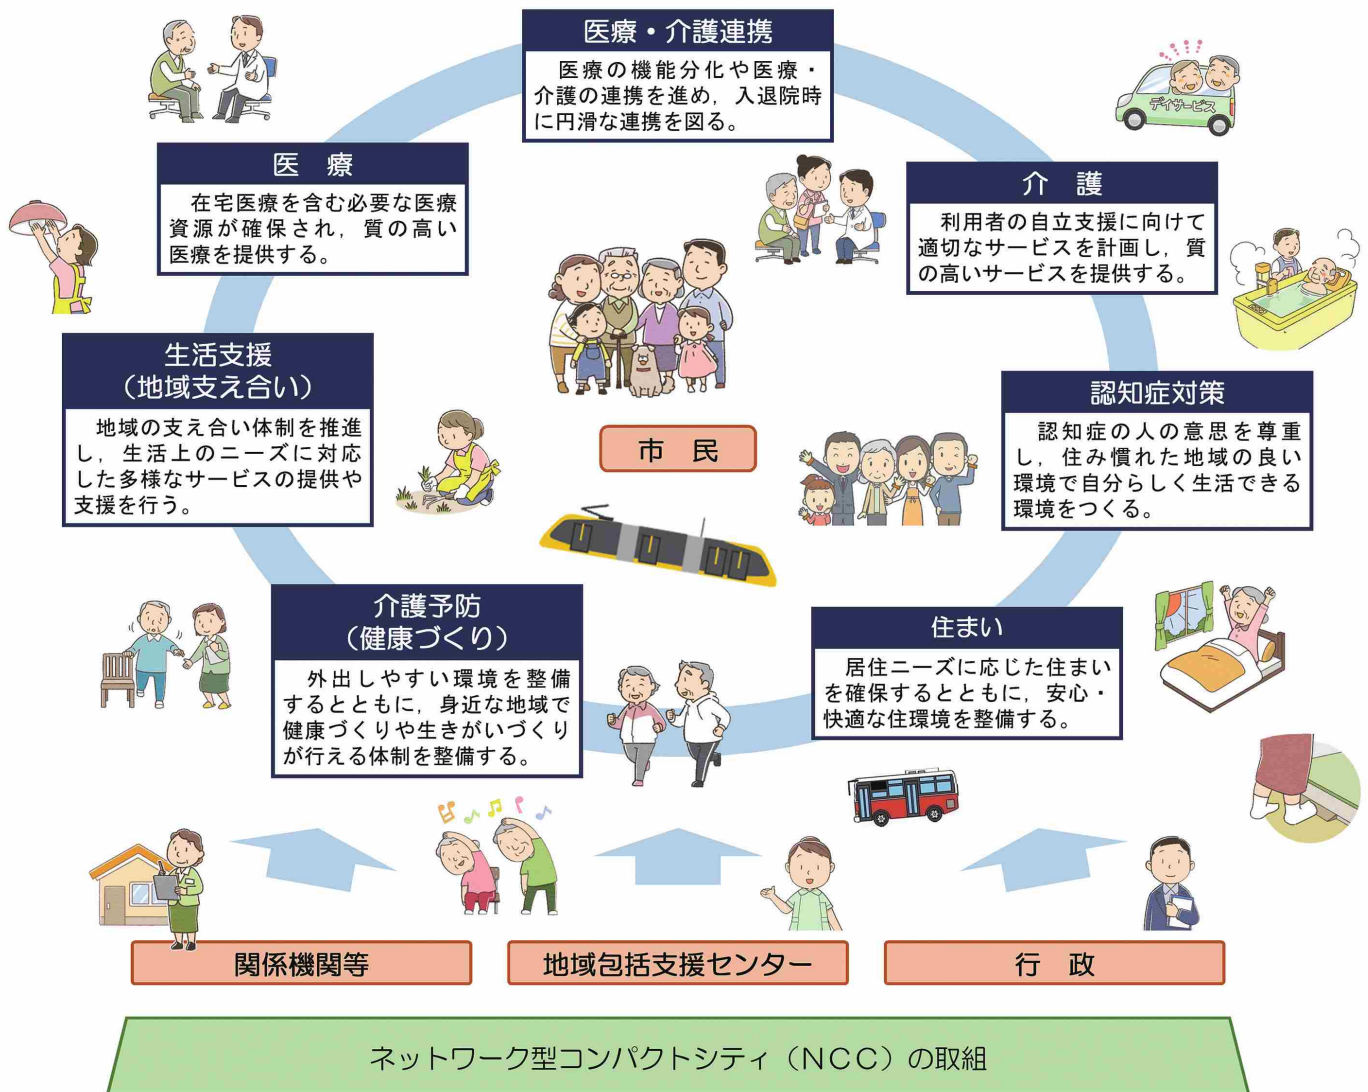 医療・介護連携
医療の機能分化や医療・
介護の連携を進め，入退院時
に円滑な連携を図る。
デイサービス
医　療
在宅医療を含む必要な医療
資源が確保され，質の高い
医療を提供する。
介　護
利用者の自立支援に向けて
適切なサービスを計画し，質
の高いサービスを提供する。
生活支援
（地域支え合い）
地域の支え合い体制を推進
し，生活上のニーズに対応
した多様なサービスの提供や
支援を行う。
市　民
認知症対策
認知症の人の意思を尊重
し，住み慣れた地域の良い
環境で自分らしく生活できる
環境をつくる。
介護予防
（健康づくり）
外出しやすい環境を整備
するとともに，身近な地域で
健康づくりや生きがいづくり
が行える体制を整備する。
住まい
居住ニーズに応じた住まい
を確保するとともに，安心・
快適な住環境を整備する。
関係機関等
地域包括支援センター
行　政
ネットワーク型コンパクトシティ（ＮＣＣ）の取組